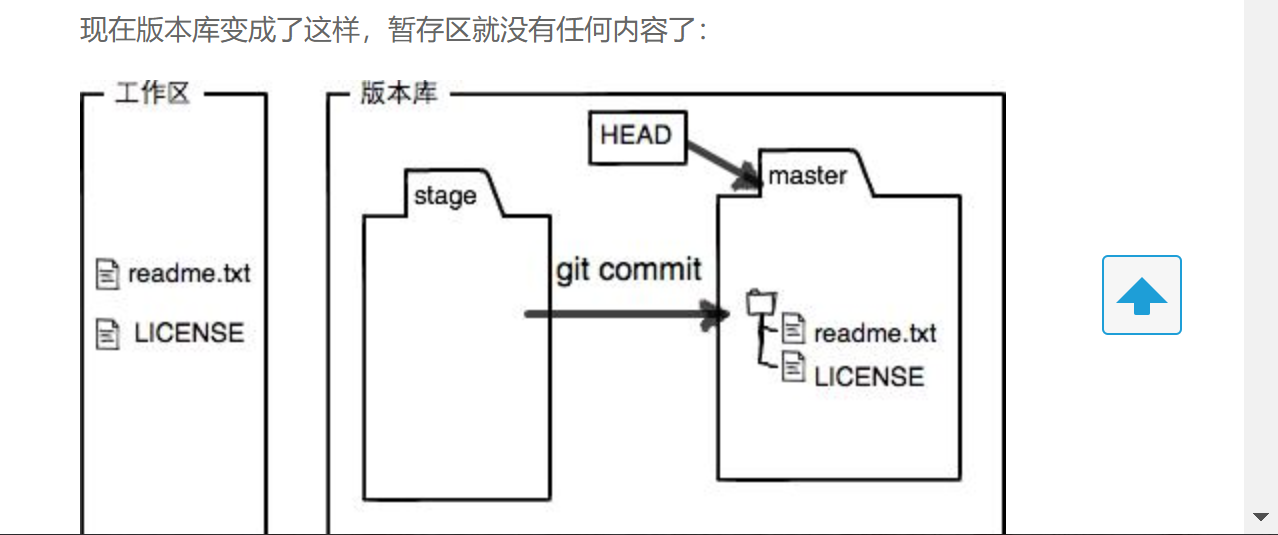 现在版本库变成了这样，暂存区就没有任何内容了：
工作区
版本库
HEAD
master
stage
git commit
readme.txt
LICENSE
readme.txt
LICENSE